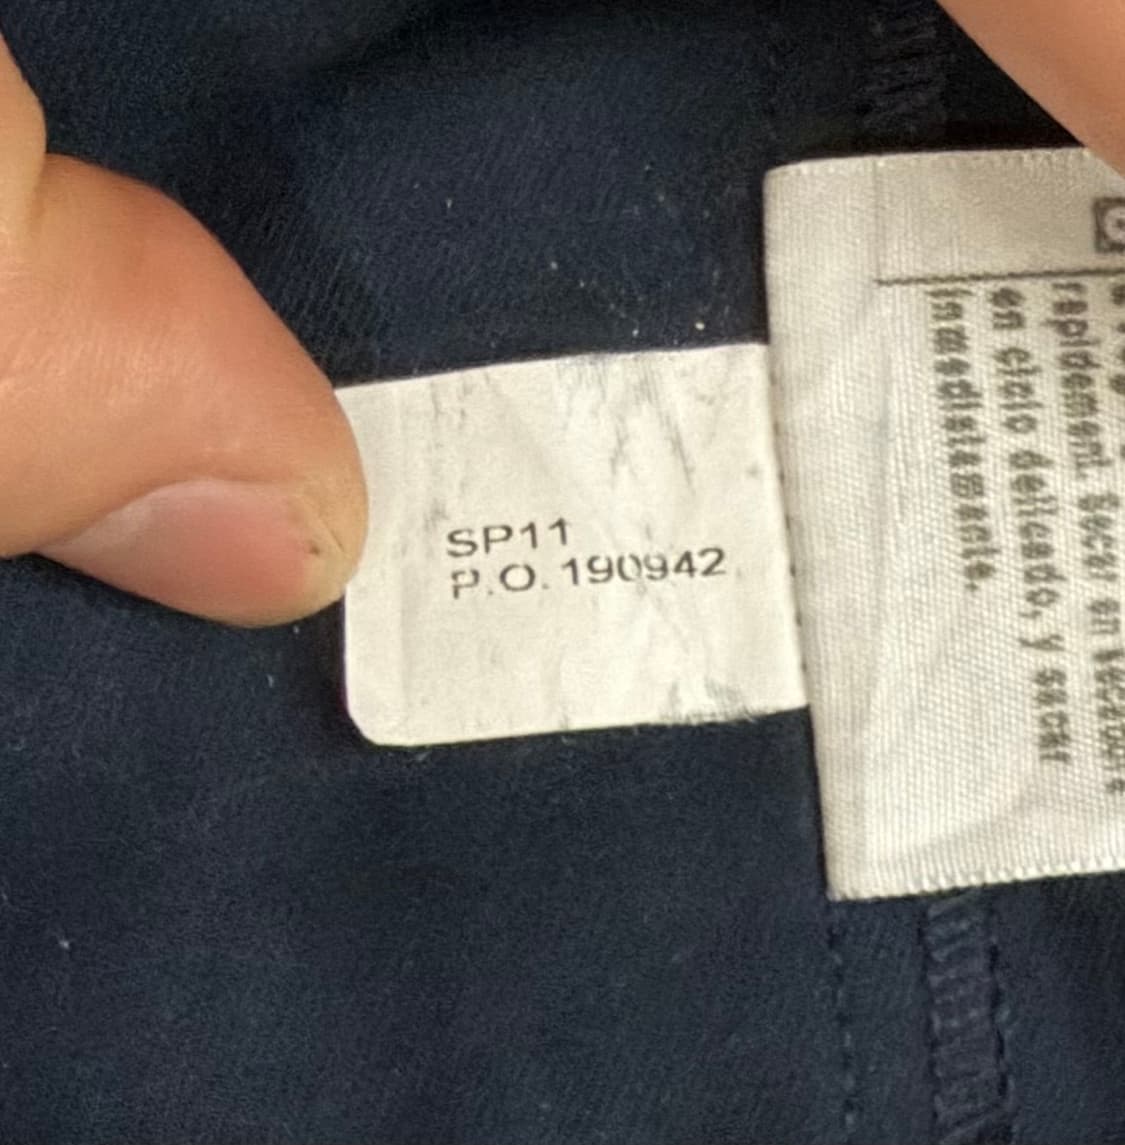 SP11
P.O. 190942
rapidement. Secar en
en ciclo delicado, y sacar
inmediatamente.